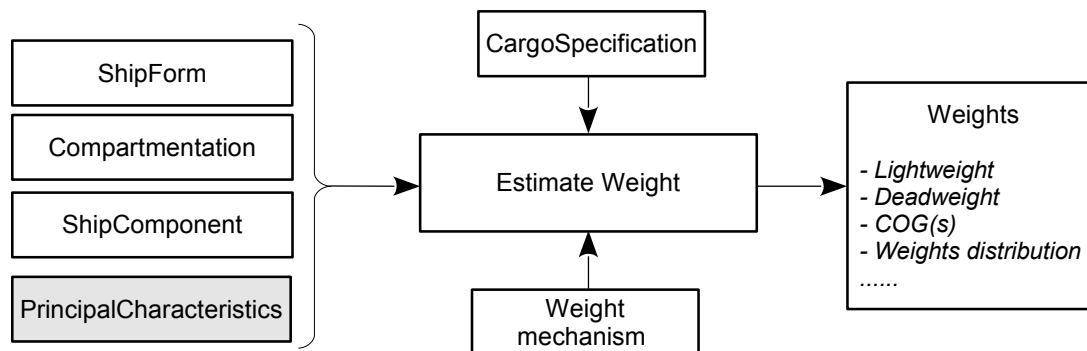 ShipForm
Compartmentation
ShipComponent
PrincipalCharacteristics
CargoSpecification
Estimate Weight
Weight
mechanism
Weights
- Lightweight
- Deadweight
- COG(s)
- Weights distribution
......